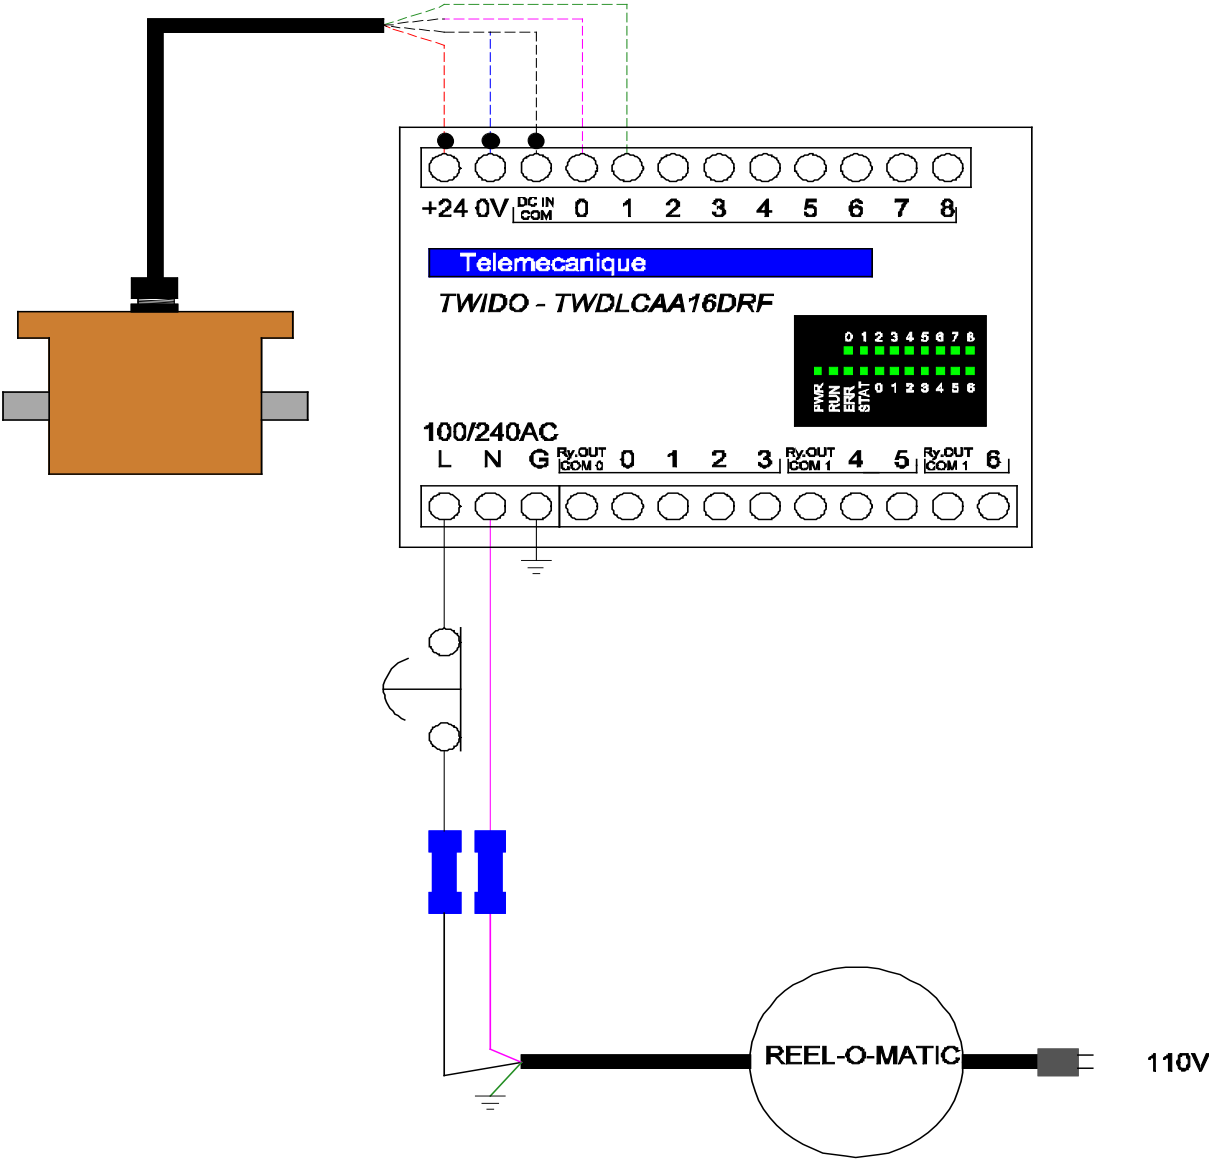 +24 0V DC IN COM 0 1 2 3 4 5 6 7 8
Telemecanique
TWIDO - TWDLCAA16DRF
0 1 2 3 4 5 6 7 8
PWR RUN ERR STAT 0 1 2 3 4 5 6
100/240AC
L N G Ry.OUT COM 0 0 1 2 3 Ry.OUT COM 1 4 5 Ry.OUT COM 1 6
REEL-O-MATIC
110V